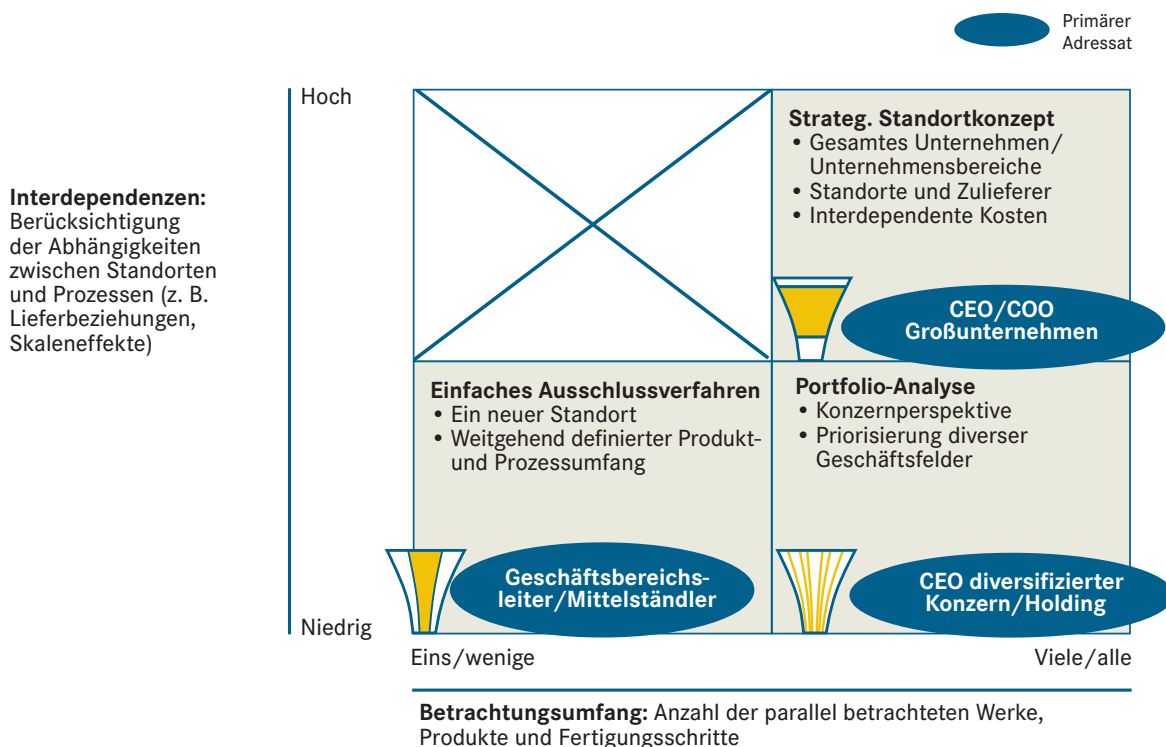 Primärer
Adressat
Hoch
Interdependenzen:
Berücksichtigung
der Abhängigkeiten
zwischen Standorten
und Prozessen (z. B.
Lieferbeziehungen,
Skaleneffekte)
Strateg. Standortkonzept
• Gesamtes Unternehmen/
Unternehmensbereiche
• Standorte und Zulieferer
• Interdependente Kosten
CEO/COO
Großunternehmen
Einfaches Ausschlussverfahren
• Ein neuer Standort
• Weitgehend definierter Produkt-
und Prozessumfang
Geschäftsbereichs-
leiter/Mittelständler
Portfolio-Analyse
• Konzernperspektive
• Priorisierung diverser
Geschäftsfelder
CEO diversifizierter
Konzern/Holding
Niedrig
Eins/wenige
Viele/alle
Betrachtungsumfang: Anzahl der parallel betrachteten Werke,
Produkte und Fertigungsschritte